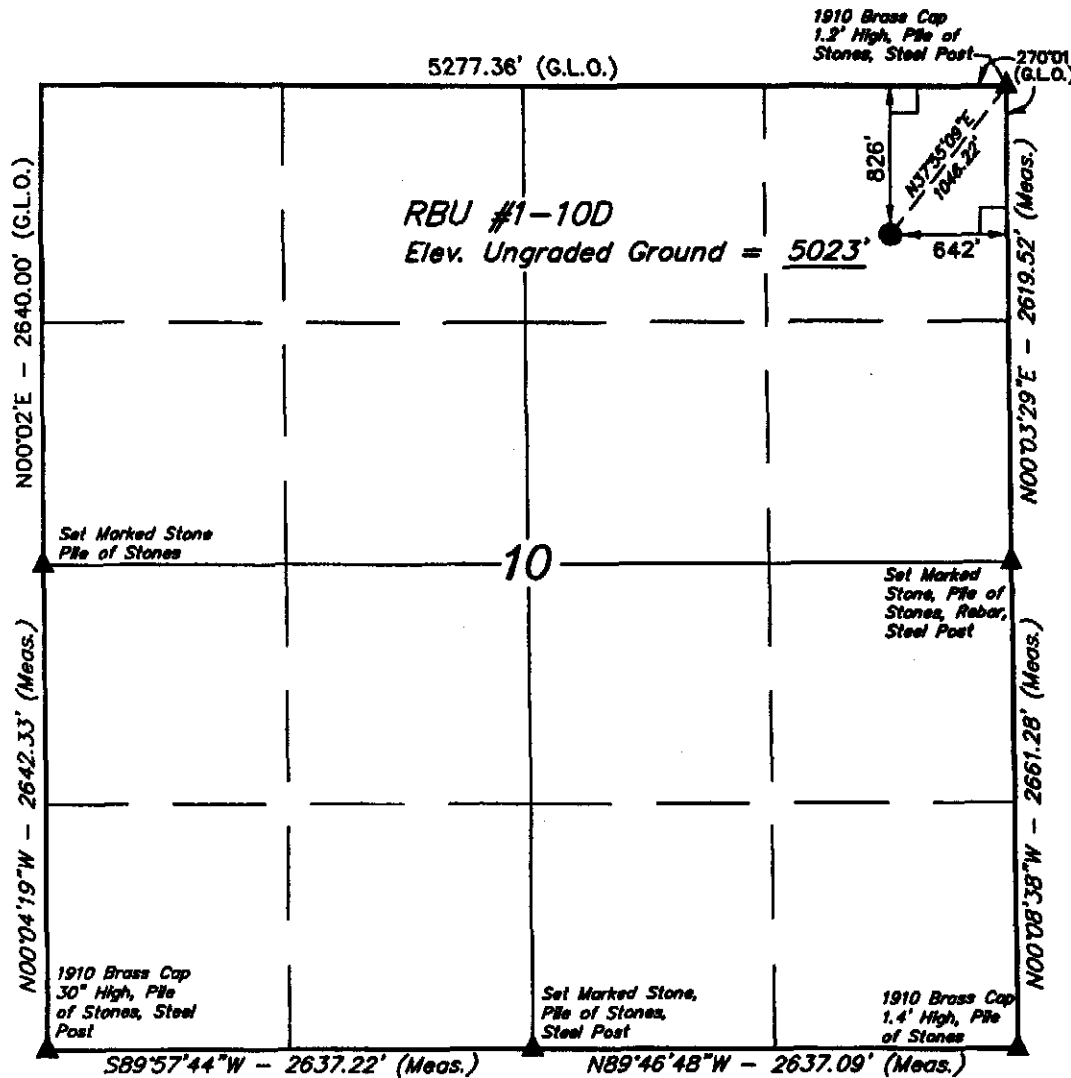 1910 Brass Cap
1.2' High, Pile of
Stones, Steel Post
270°01'
(G.L.O.)
5277.36' (G.L.O.)
N00°02'E - 2640.00' (G.L.O.)
826'
N37°55'09"E
1046.22'
642'
RBU #1-10D
Elev. Ungraded Ground = 5023'
N00°03'29"E - 2619.52' (Meas.)
Set Marked Stone
Pile of Stones
10
Set Marked
Stone, Pile of
Stones, Rebar,
Steel Post
N00°04'19"W - 2642.33' (Meas.)
N00°08'38"W - 2661.28' (Meas.)
1910 Brass Cap
30" High, Pile
of Stones, Steel
Post
Set Marked Stone,
Pile of Stones,
Steel Post
1910 Brass Cap
1.4' High, Pile
of Stones
S89°57'44"W - 2637.22' (Meas.)
N89°46'48"W - 2637.09' (Meas.)